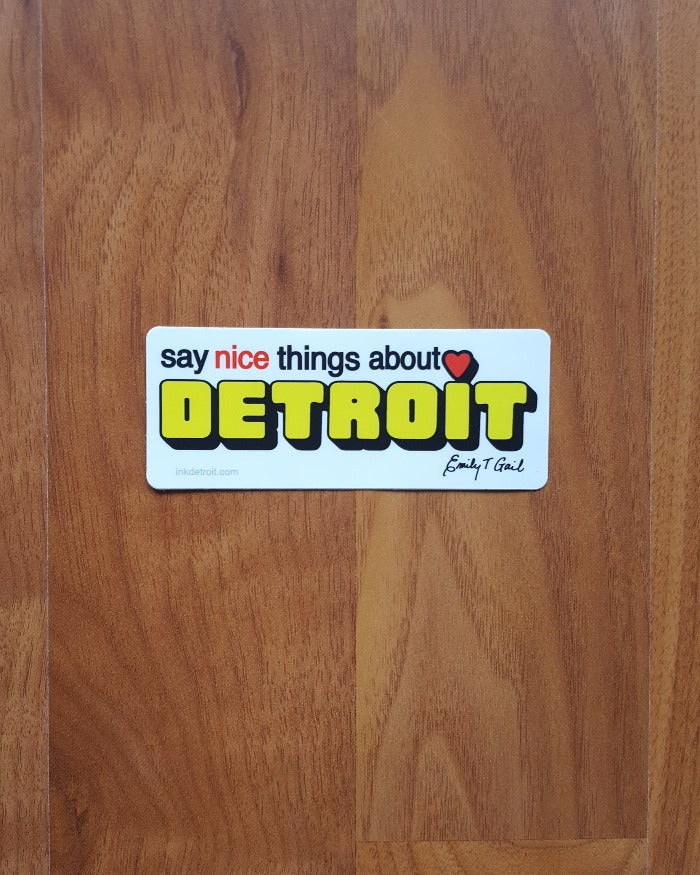 say nice things about
DETROiT
inkdetroit.com
Emily T Gail